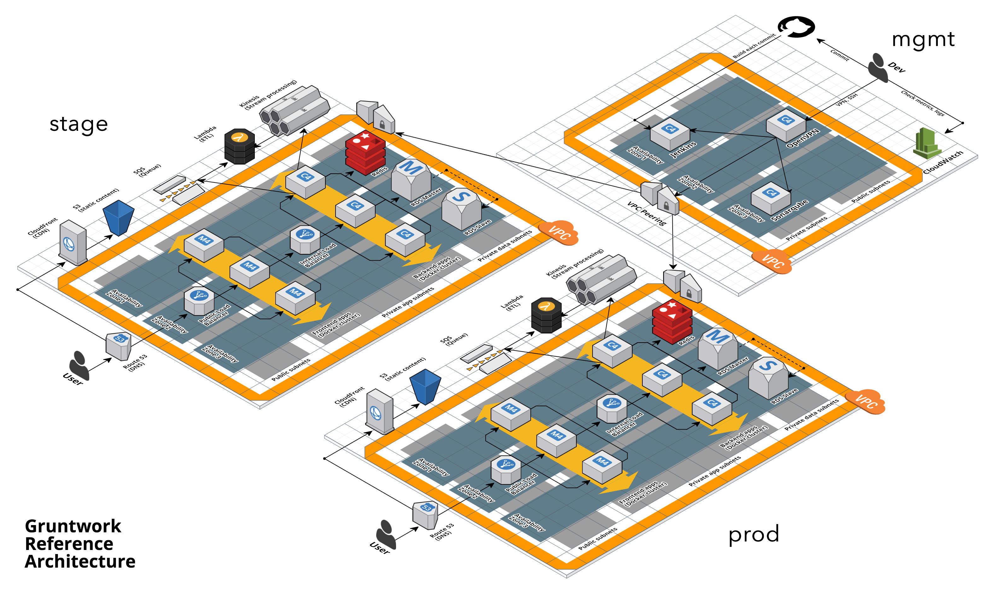 stage
Kinesis
(Stream processing)
Lambda
(ETL)
SQS
(Queue)
S3
(static content)
CloudFront
(CDN)
C4
C4
C4
Redis
M
RDS Master
S
RDS Slave
M4
M4
M4
Internal Load
Balancer
Public Load
Balancer
Availability
Zone 1
Availability
Zone 2
Availability
Zone 3
Backend apps
(Docker cluster)
Frontend apps
(Docker cluster)
Private data subnets
Private app subnets
Public subnets
VPC
53
Route 53
(DNS)
User
mgmt
Build each commit
Commit
Dev
VPN, SSH
Check metrics, logs
CloudWatch
C4
Jenkins
C4
OpenVPN
C4
Sonarqube
Availability
Zone 1
Availability
Zone 2
Availability
Zone 3
Public subnets
Private subnets
VPC Peering
VPC
prod
Kinesis
(Stream processing)
Lambda
(ETL)
SQS
(Queue)
S3
(static content)
CloudFront
(CDN)
C4
C4
C4
Redis
M
RDS Master
S
RDS Slave
M4
M4
M4
Internal Load
Balancer
Public Load
Balancer
Availability
Zone 1
Availability
Zone 2
Availability
Zone 3
Backend apps
(Docker cluster)
Frontend apps
(Docker cluster)
Private data subnets
Private app subnets
Public subnets
VPC
53
Route 53
(DNS)
User
Gruntwork
Reference
Architecture